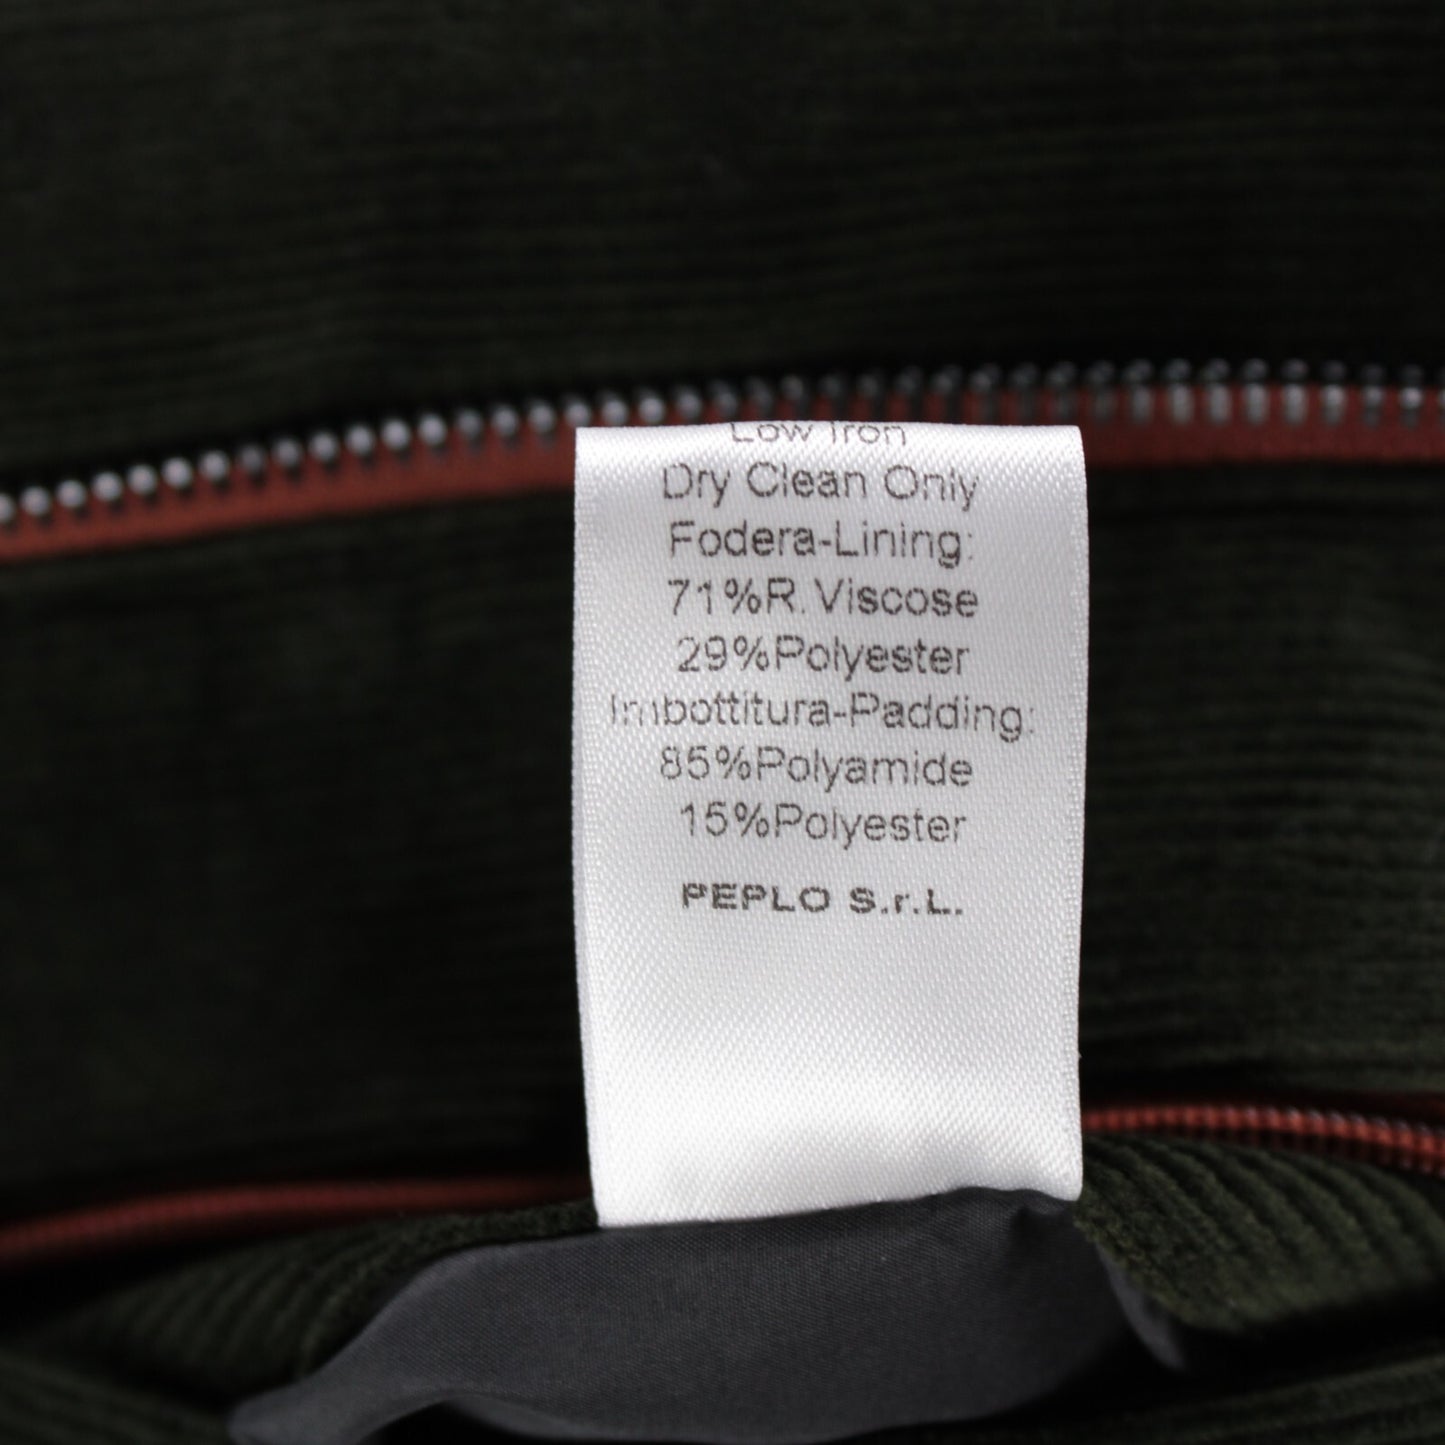 Low Iron
Dry Clean Only
Fodera-Lining:
71%R.Viscose
29%Polyester
Imbottitura-Padding:
85%Polyamide
15%Polyester
PEPLO S.r.L.